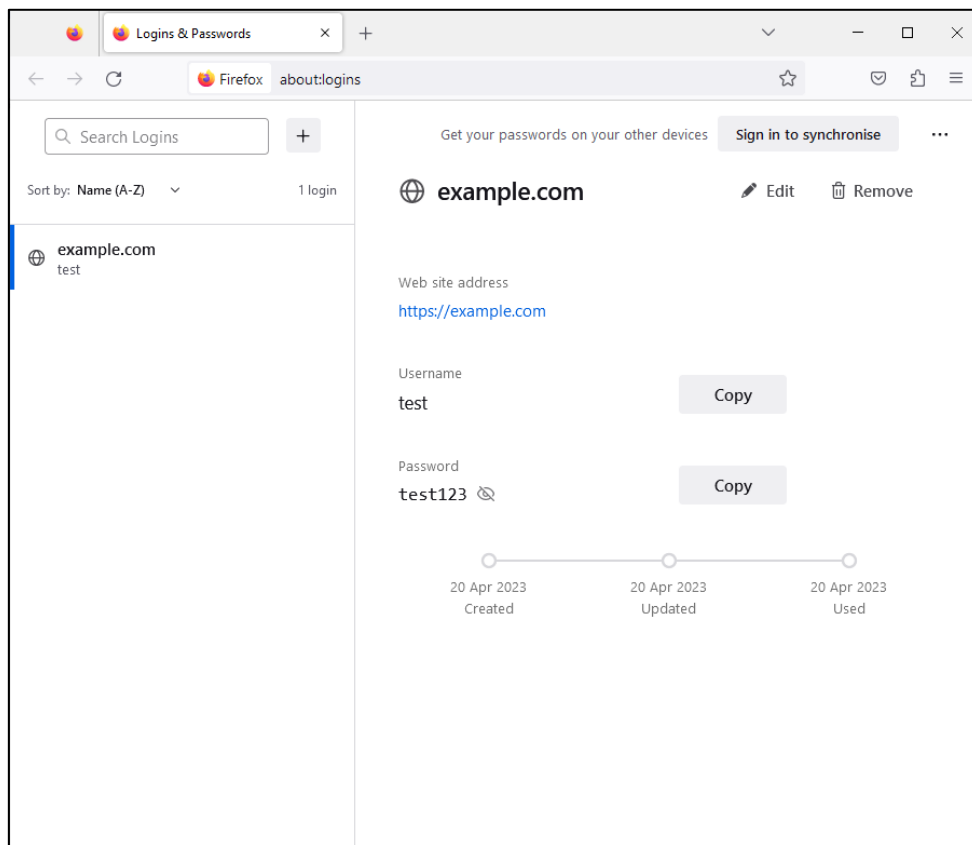 Logins & Passwords
Firefox about:logins
Search Logins
Get your passwords on your other devices Sign in to synchronise
Sort by: Name (A-Z) 1 login
example.com Edit Remove
example.com
test
Web site address
https://example.com
Username
test Copy
Password
test123 Copy
20 Apr 2023 20 Apr 2023 20 Apr 2023
Created Updated Used